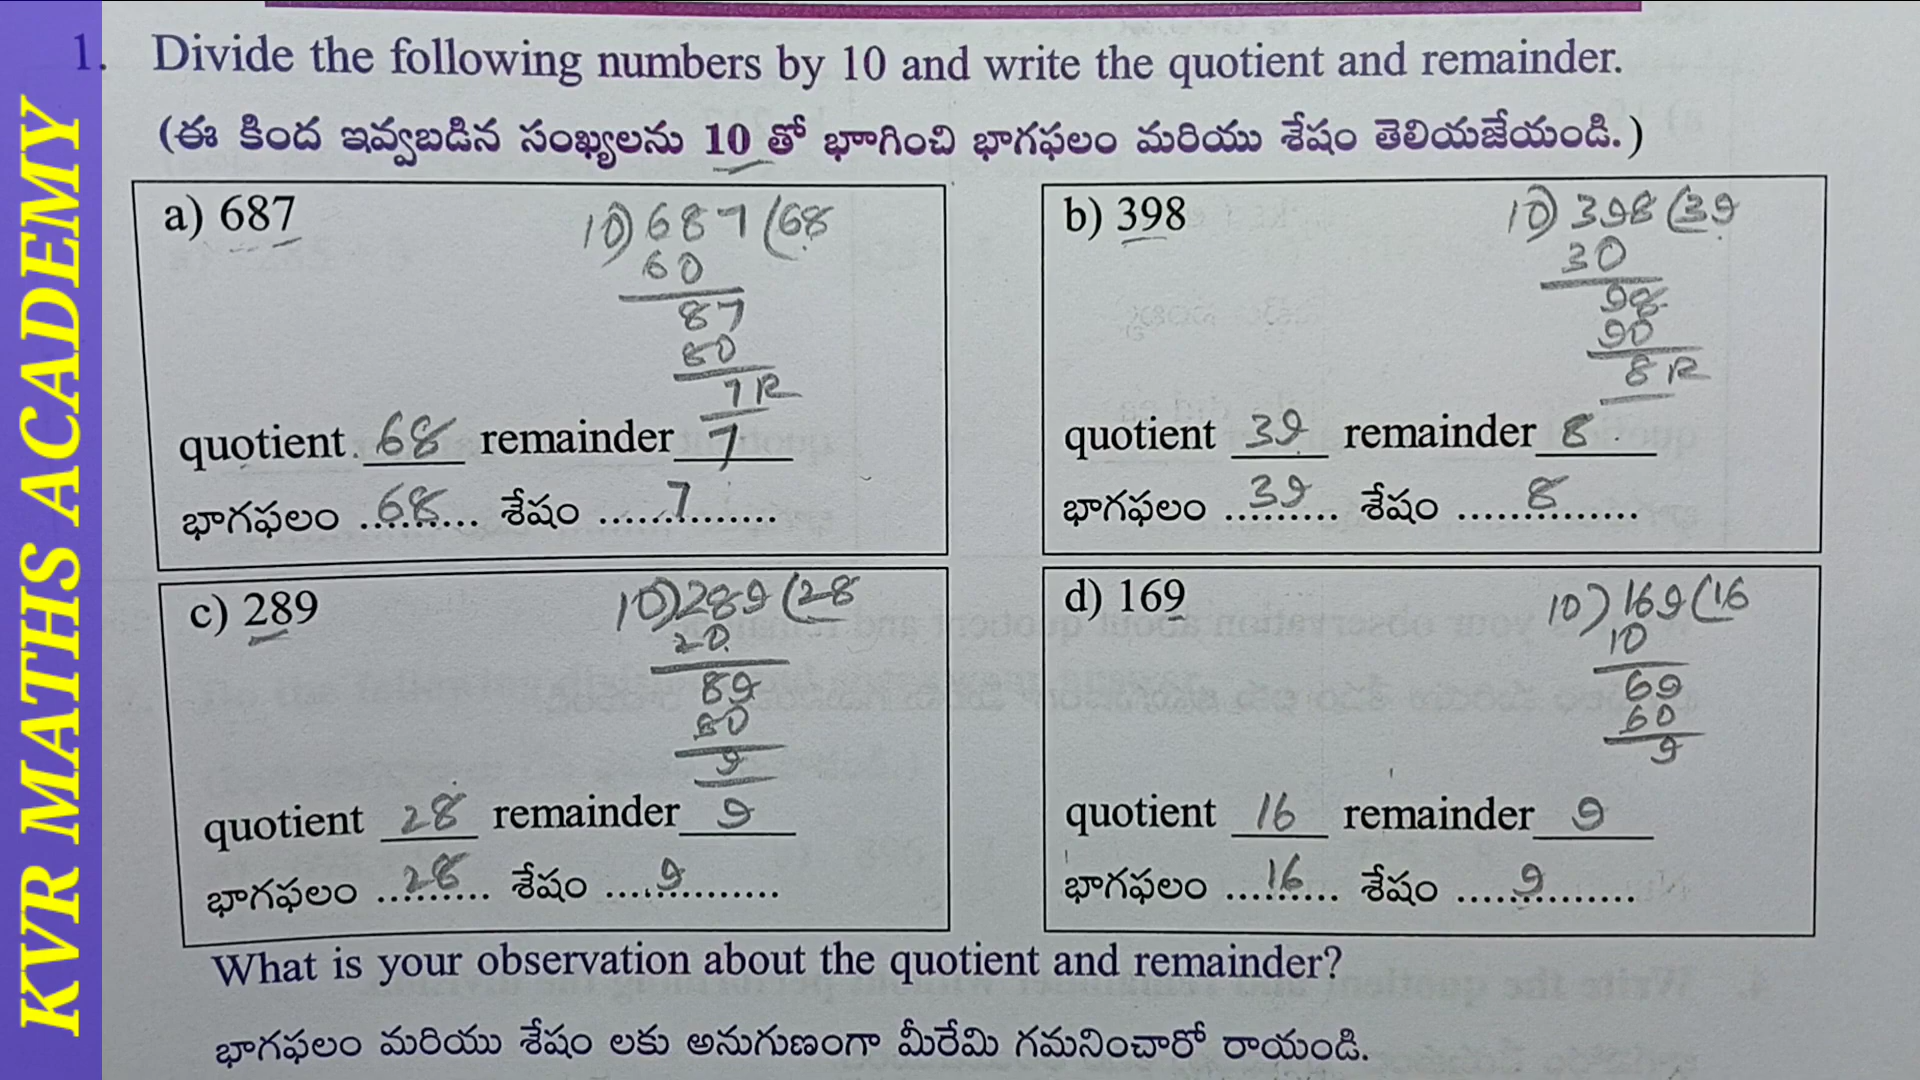 KVR MATHS ACADEMY
1. Divide the following numbers by 10 and write the quotient and remainder.
(ఈ కింద ఇవ్వబడిన సంఖ్యలను 10 తో భాాగించి భాగఫలం మరియు శేషం తెలియజేయండి.)
a) 687
10)687(68
60
87
80
7R
quotient 68 remainder 7
భాగఫలం ...68... శేషం ......7.......
b) 398
10)398(39
30
98
90
8R
quotient 39 remainder 8
భాగఫలం ...39... శేషం ......8.......
c) 289
10)289(28
20
89
80
9
quotient 28 remainder 9
భాగఫలం ...28... శేషం ......9.......
d) 169
10)169(16
10
69
60
9
quotient 16 remainder 9
భాగఫలం ...16... శేషం ......9.......
What is your observation about the quotient and remainder?
భాగఫలం మరియు శేషం లకు అనుగుణంగా మీరేమి గమనించారో రాయండి.